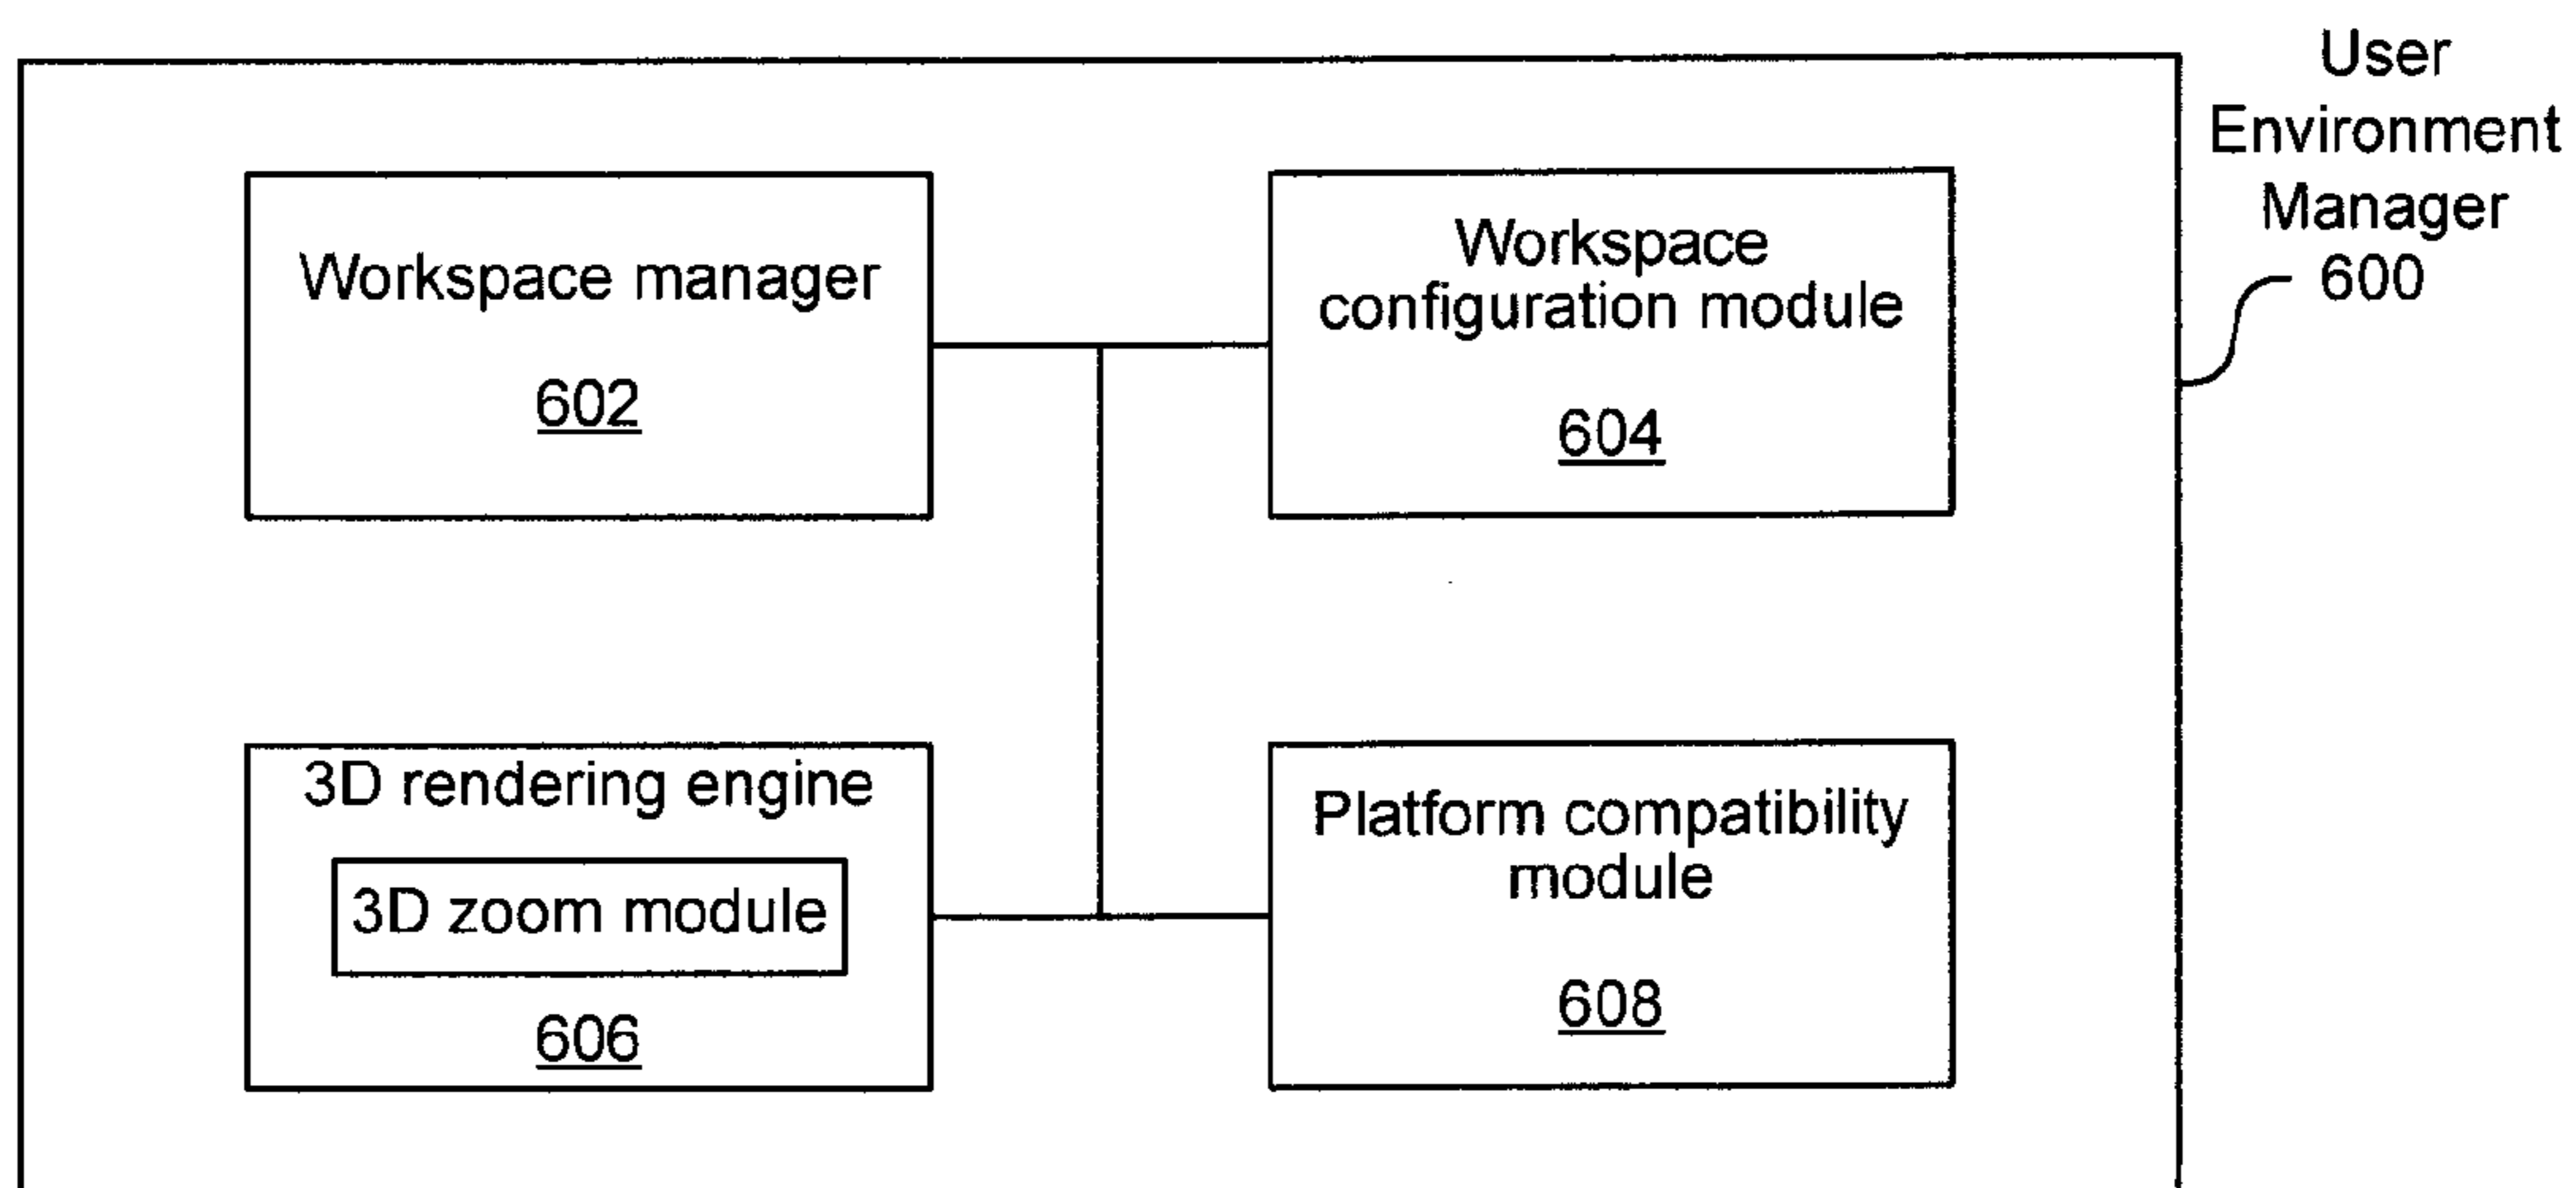 User
Environment
Manager
600
Workspace manager
602
Workspace
configuration module
604
3D rendering engine
3D zoom module
606
Platform compatibility
module
608